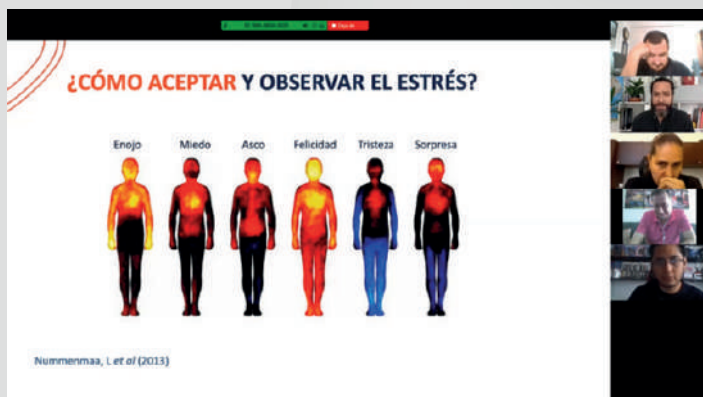 ¿CÓMO ACEPTAR Y OBSERVAR EL ESTRÉS?
Enojo Miedo Asco Felicidad Tristeza Sorpresa
Nummenmaa, L et al (2013)